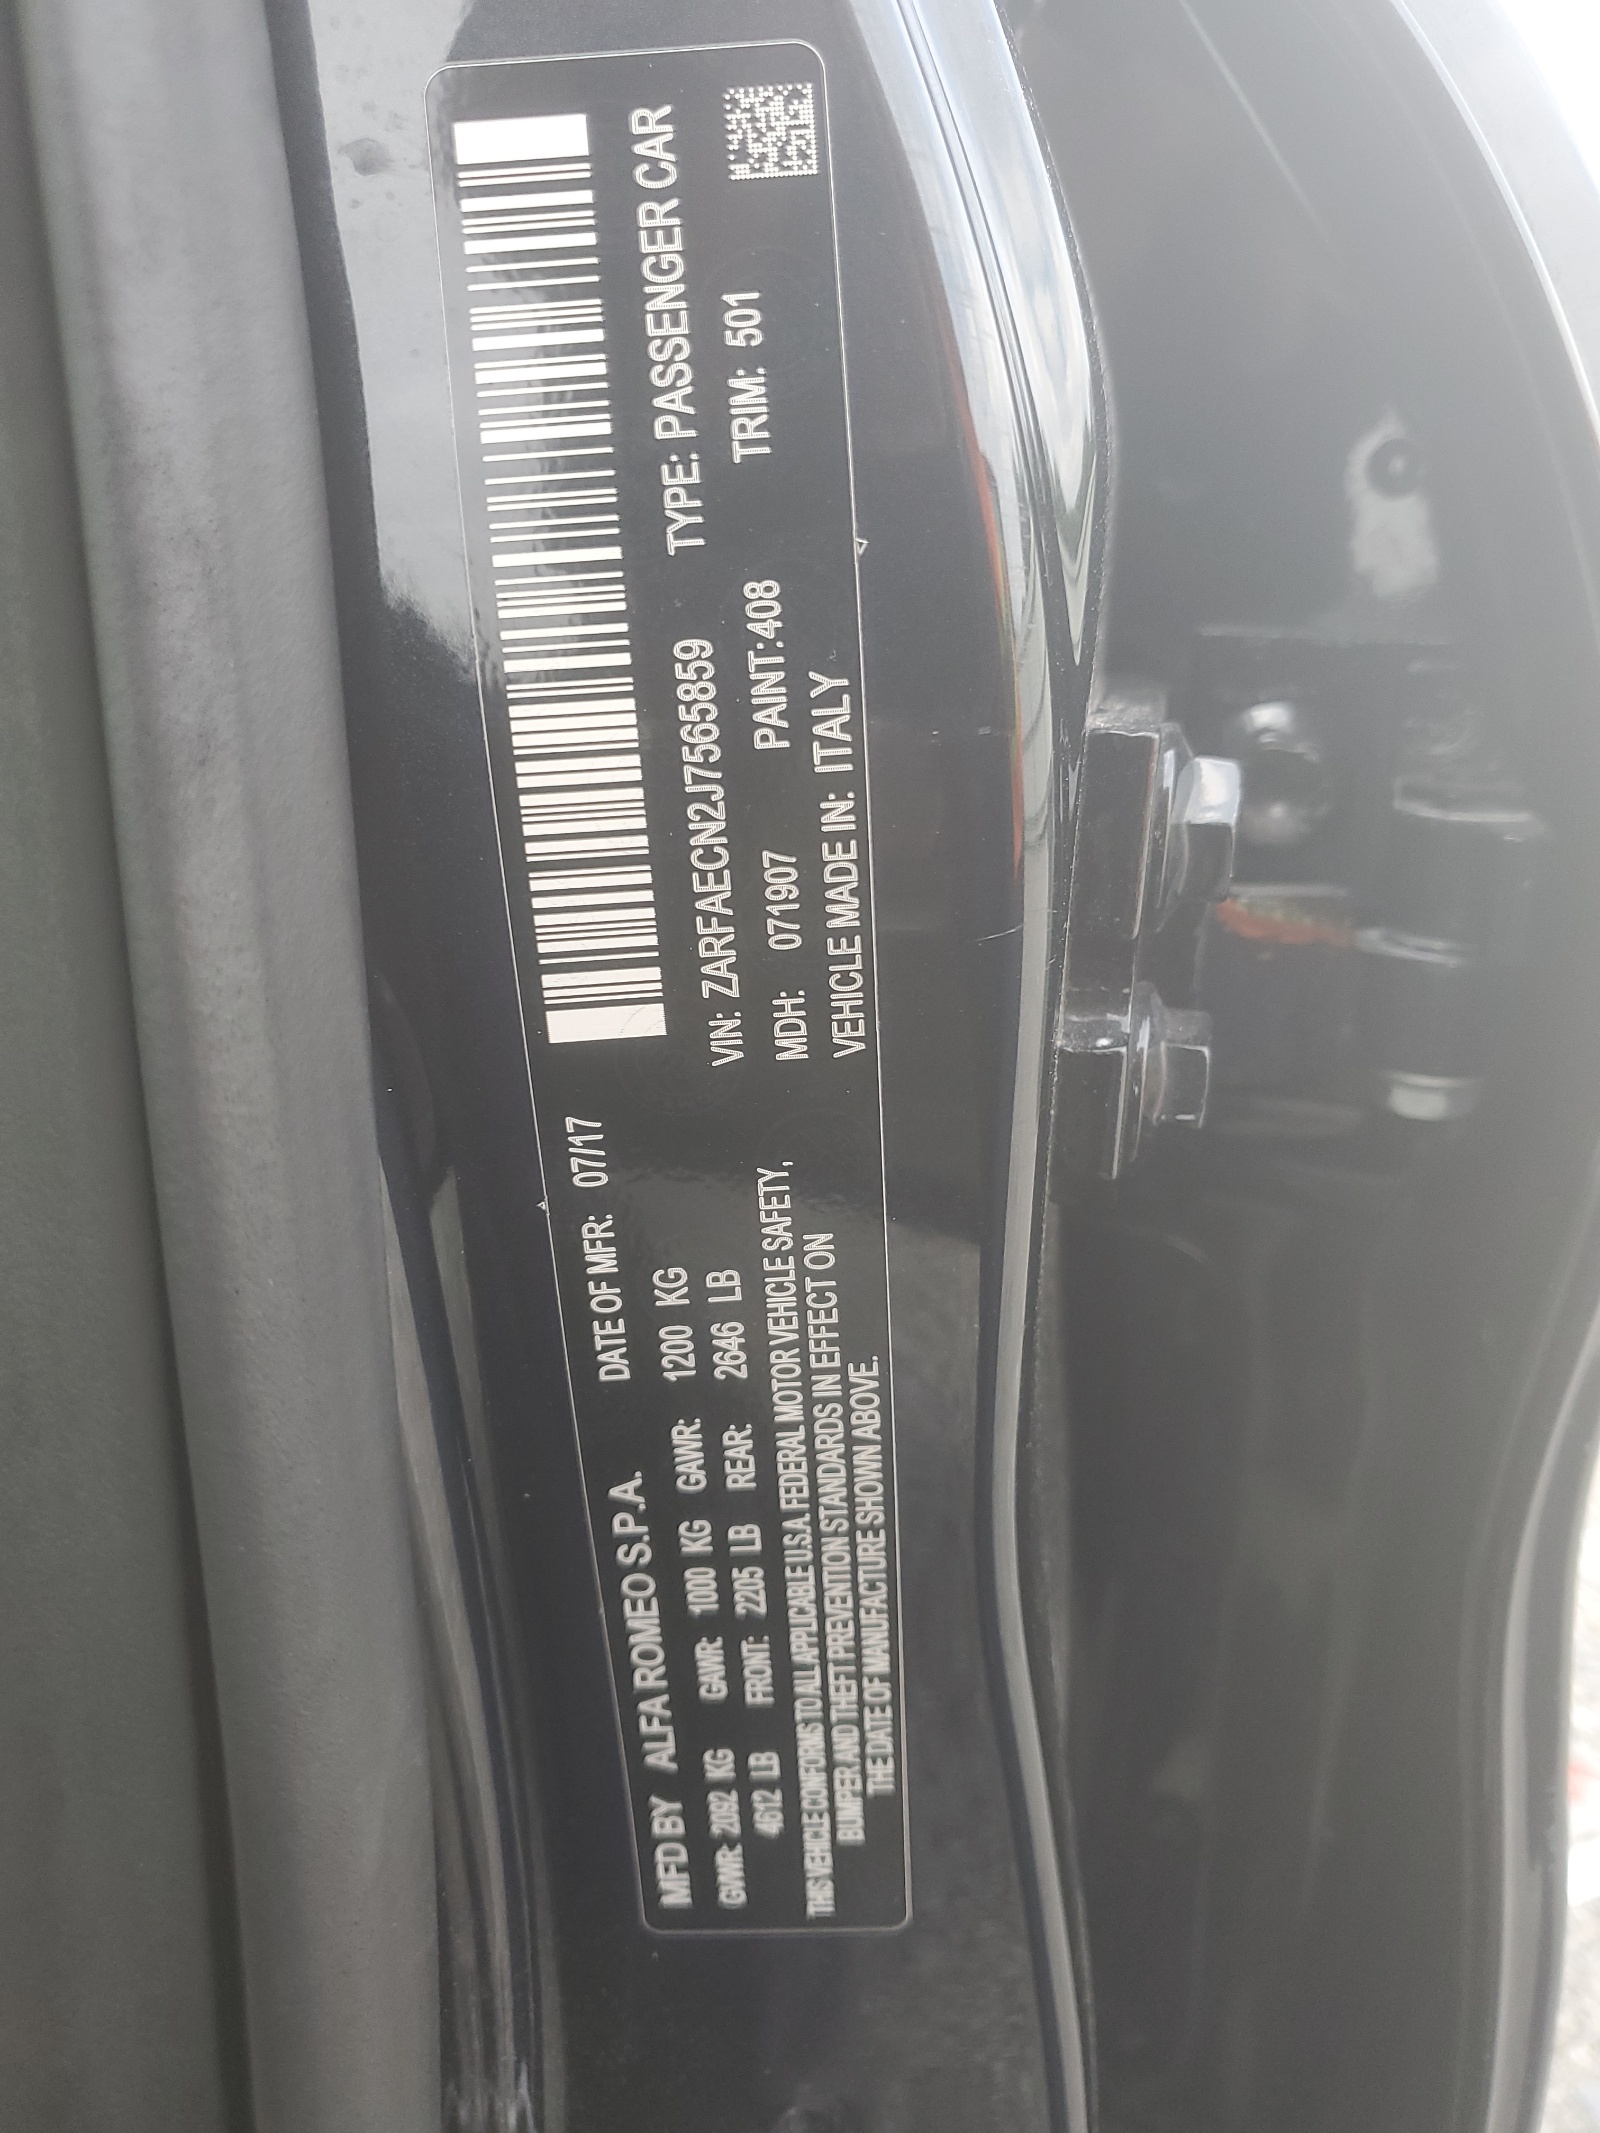 MFD BY ALFA ROMEO S.P.A. DATE OF MFR: 07/17
GVWR: 2092 KG GAWR: 1000 KG GAWR: 1200 KG
4612 LB FRONT: 2205 LB REAR: 2646 LB
THIS VEHICLE CONFORMS TO ALL APPLICABLE U.S.A. FEDERAL MOTOR VEHICLE SAFETY,
BUMPER, AND THEFT PREVENTION STANDARDS IN EFFECT ON
THE DATE OF MANUFACTURE SHOWN ABOVE.
VIN: ZARFAECN2J7565859 TYPE: PASSENGER CAR
MDH: 071907 PAINT:408 TRIM: 501
VEHICLE MADE IN: ITALY